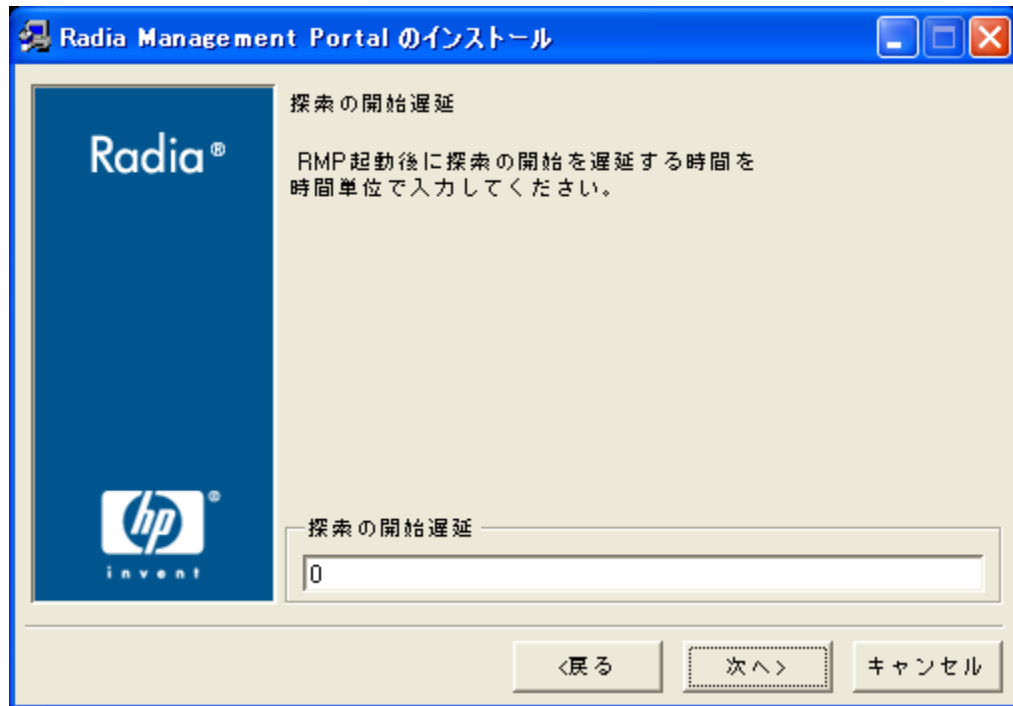 Radia Management Portal のインストール
Radia®
探索の開始遅延
RMP起動後に探索の開始を遅延する時間を
時間単位で入力してください。
hp®
invent
探索の開始遅延
0
<戻る
次へ>
キャンセル